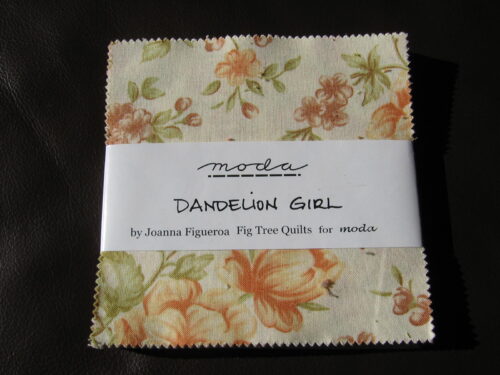 moda
DANDELION GIRL
by Joanna Figueroa Fig Tree Quilts for moda